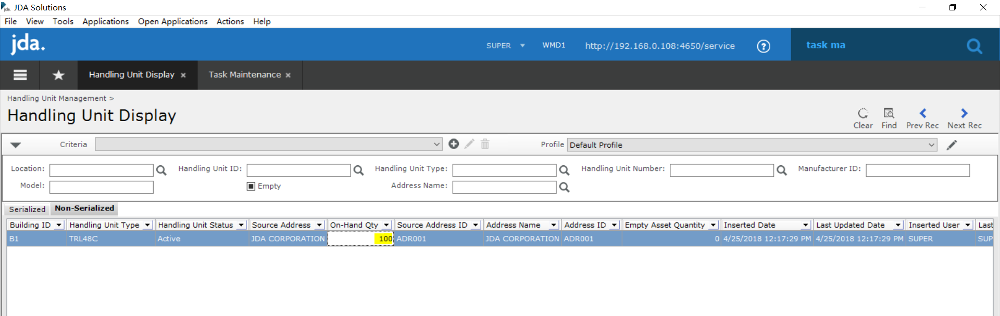 jda. JDA Solutions
File View Tools Applications Open Applications Actions Help
jda. SUPER WMD1 http://192.168.0.108:4650/service ? task ma
Handling Unit Display × Task Maintenance ×
Handling Unit Management >
Handling Unit Display
Clear Find Prev Rec Next Rec
Criteria Profile Default Profile
Location: Handling Unit ID: Handling Unit Type: Handling Unit Number: Manufacturer ID:
Model: Empty Address Name:
Serialized Non-Serialized
Building ID Handling Unit Type Handling Unit Status Source Address On-Hand Qty Source Address ID Address Name Address ID Empty Asset Quantity Inserted Date Last Updated Date Inserted User Last
B1 TRL48C Active JDA CORPORATION 100 ADR001 JDA CORPORATION ADR001 0 4/25/2018 12:17:29 PM 4/25/2018 12:17:29 PM SUPER SUP